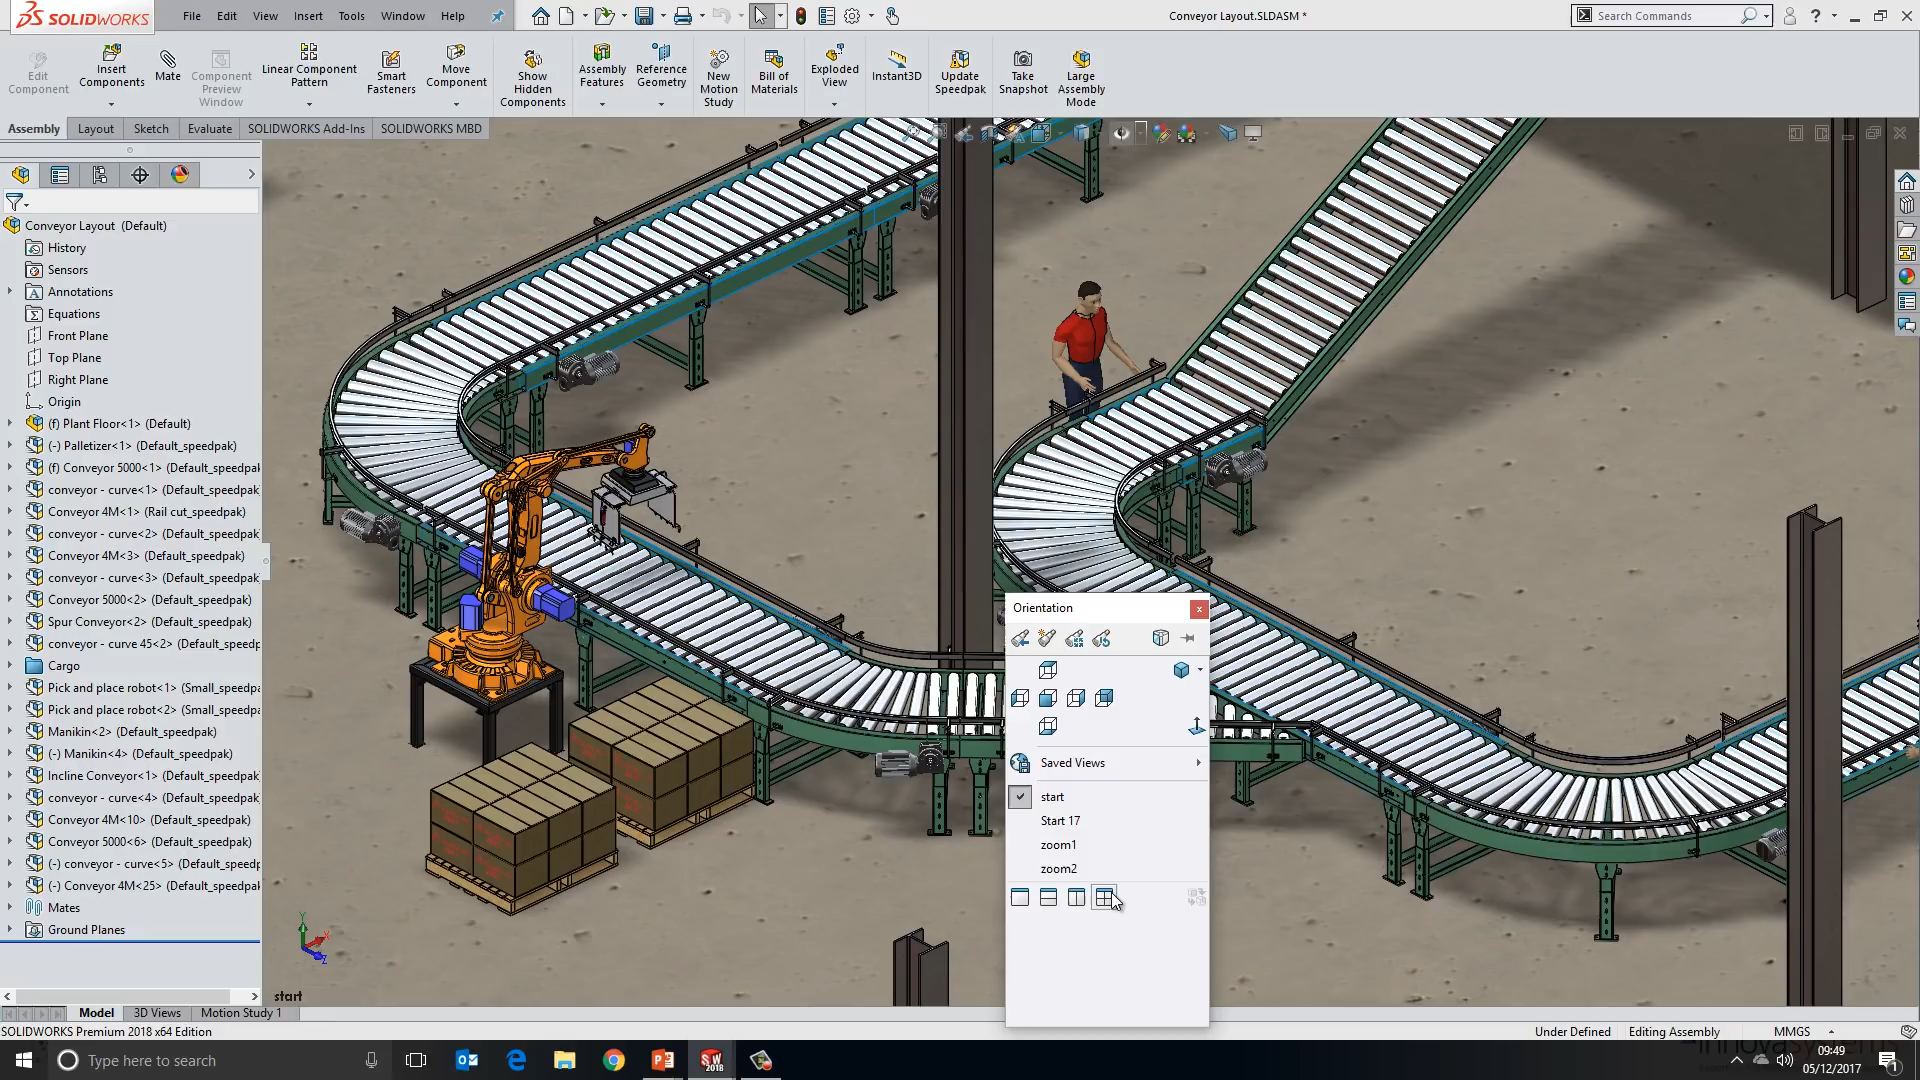 SOLIDWORKS
File
Edit
View
Insert
Tools
Window
Help
Conveyor Layout.SLDASM *
Search Commands
Edit
Component
Insert
Components
Mate
Component
Preview
Window
Linear Component
Pattern
Smart
Fasteners
Move
Component
Show
Hidden
Components
Assembly
Features
Reference
Geometry
New
Motion
Study
Bill of
Materials
Exploded
View
Instant3D
Update
Speedpak
Take
Snapshot
Large
Assembly
Mode
Assembly
Layout
Sketch
Evaluate
SOLIDWORKS Add-Ins
SOLIDWORKS MBD
Conveyor Layout (Default)
History
Sensors
Annotations
Equations
Front Plane
Top Plane
Right Plane
Origin
(f) Plant Floor<1> (Default)
(-) Palletizer<1> (Default_speedpak)
(f) Conveyor 5000<1> (Default_speedpak
conveyor - curve<1> (Default_speedpak
Conveyor 4M<1> (Rail cut_speedpak)
conveyor - curve<2> (Default_speedpak
Conveyor 4M<3> (Default_speedpak)
conveyor - curve<3> (Default_speedpak
Conveyor 5000<2> (Default_speedpak)
Spur Conveyor<2> (Default_speedpak)
conveyor - curve 45<2> (Default_speedp
Cargo
Pick and place robot<1> (Small_speedpa
Pick and place robot<2> (Small_speedpa
Manikin<2> (Default_speedpak)
(-) Manikin<4> (Default_speedpak)
Incline Conveyor<1> (Default_speedpak
conveyor - curve<4> (Default_speedpak
Conveyor 4M<10> (Default_speedpak)
Conveyor 5000<6> (Default_speedpak)
(-) conveyor - curve<5> (Default_speedp
(-) Conveyor 4M<25> (Default_speedpak)
Mates
Ground Planes
Orientation
Saved Views
start
Start 17
zoom1
zoom2
Y
X
Z
start
Model
3D Views
Motion Study 1
SOLIDWORKS Premium 2018 x64 Edition
Under Defined
Editing Assembly
MMGS
Type here to search
SW
2018
09:49
05/12/2017
1